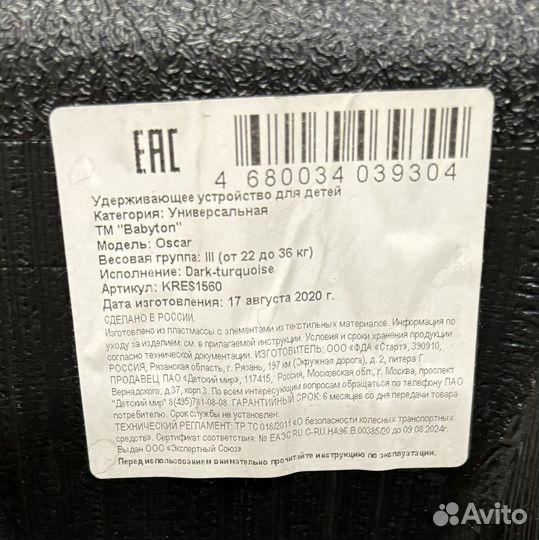 EAC
4 680034 039304
Удерживающее устройство для детей
Категория: Универсальная
ТМ "Babyton"
Модель: Oscar
Весовая группа: III (от 22 до 36 кг)
Исполнение: Dark-turquoise
Артикул: KRES1560
Дата изготовления: 17 августа 2020 г.
СДЕЛАНО В РОССИИ.
Изготовлено из пластмассы с элементами из текстильных материалов. Информация по
уходу за изделием: см. в прилагаемой инструкции. Условия и сроки хранения продукции
согласно технической документации. ИЗГОТОВИТЕЛЬ: ООО «ФДА «Старт», 390910,
РОССИЯ, Рязанская область, г. Рязань, 197 км (Окружная дорога), д. 2, литера Г.
ПРОДАВЕЦ ПАО «Детский мир», 117415, Россия, Московская обл., г. Москва, проспект
Вернадского, д.37, корп.3. По всем интересующим вопросам обращаться по телефону ПАО
"Детский мир" 8(495)781-08-08. ГАРАНТИЙНЫЙ СРОК: 6 месяцев со дня передачи товара
потребителю. Срок службы не установлен.
ТЕХНИЧЕСКИЙ РЕГЛАМЕНТ: ТР ТС 018/2011 «О безопасности колесных транспортных
средств». Сертификат соответствия: № ЕАЭС RU C-RU.НА96.В.00385/20 до 09.08.2024г.
Выдан ООО «Экспертный Союз»
Перед использованием внимательно прочитайте инструкцию по эксплуатации.
Avito